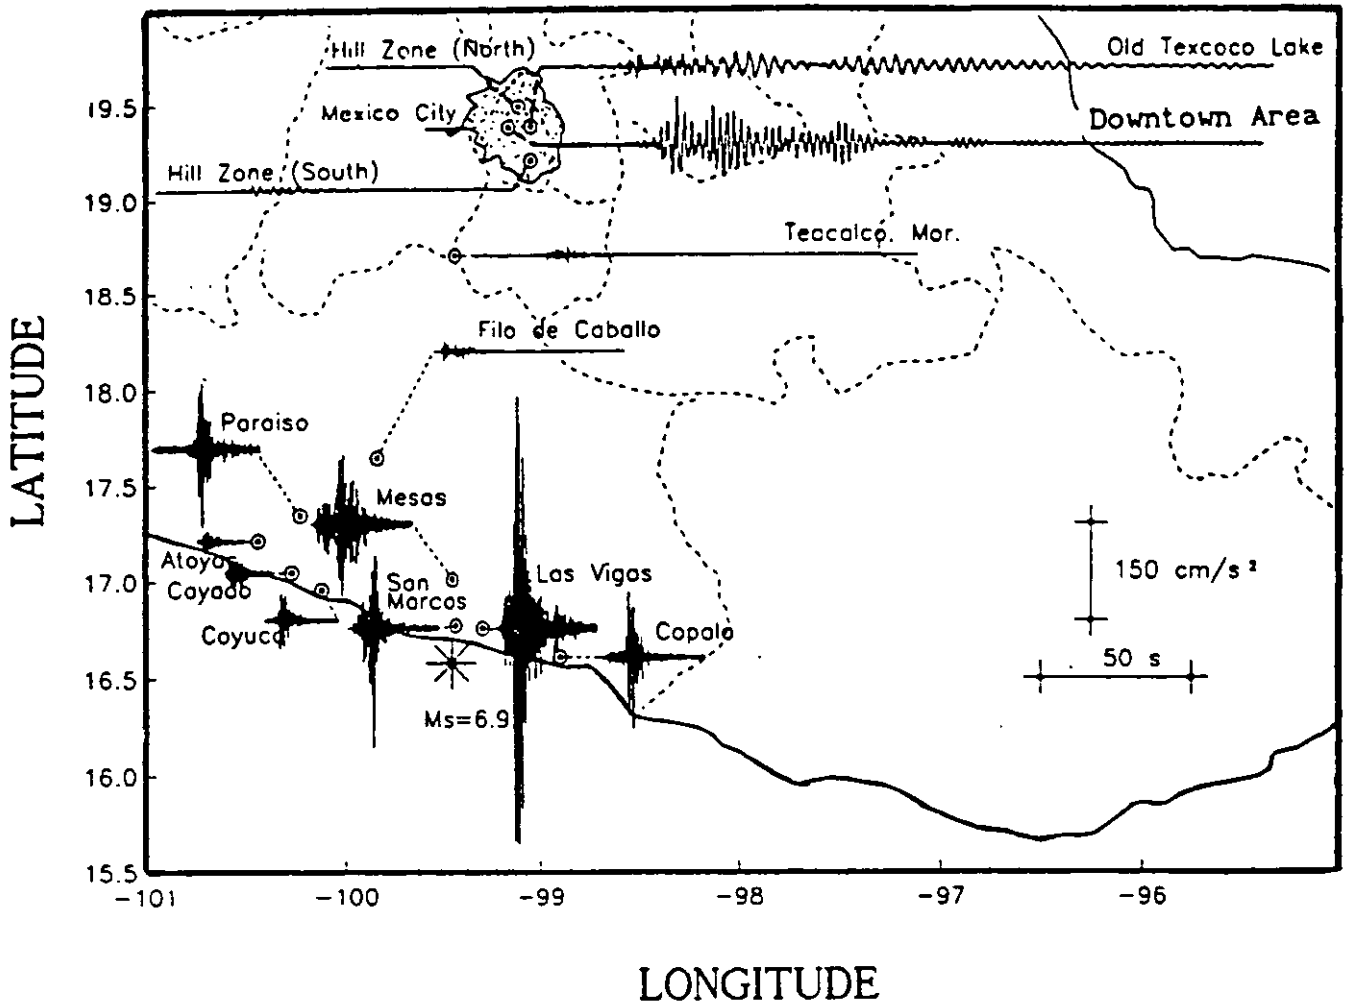 Hill Zone (North)
Old Texcoco Lake
19.5
Mexico City
Downtown Area
Hill Zone (South)
19.0
Teacalco, Mor.
18.5
Filo de Caballo
18.0
Paraiso
17.5
Mesas
Atoyac
150 cm/s²
17.0
Cayaco
San
Marcos
Las Vigas
Coyuca
Copala
50 s
16.5
Ms=6.9
16.0
15.5
-101
-100
-99
-98
-97
-96
LATITUDE
LONGITUDE